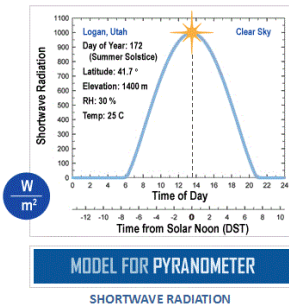 1100
1000
900
800
700
600
500
400
300
200
100
0
Shortwave Radiation
Logan, Utah
Clear Sky
Day of Year: 172
(Summer Solstice)
Latitude: 41.7 °
Elevation: 1400 m
RH: 30 %
Temp: 25 C
0 2 4 6 8 10 12 14 16 18 20 22 24
Time of Day
W
m²
-12 -10 -8 -6 -4 -2 0 2 4 6 8 10
Time from Solar Noon (DST)
MODEL FOR PYRANOMETER
SHORTWAVE RADIATION